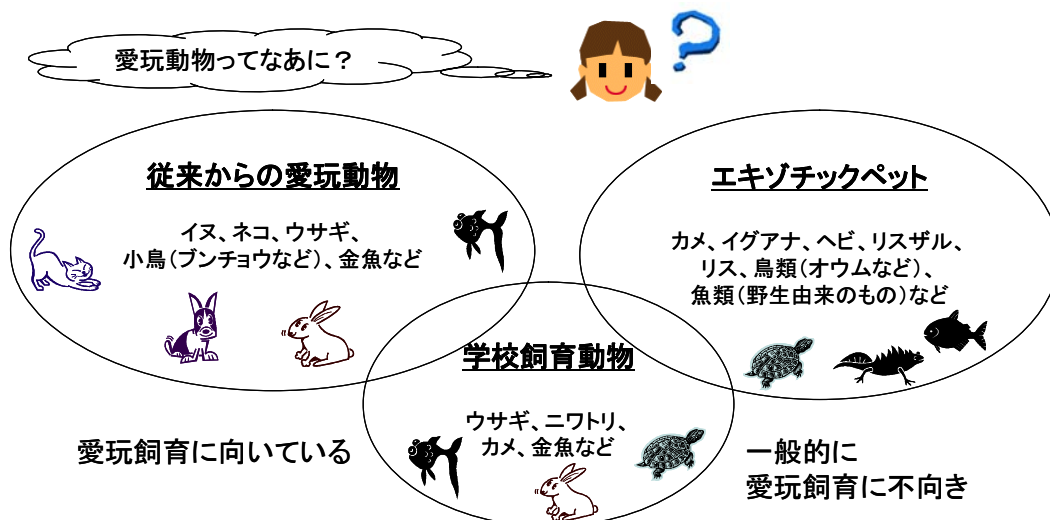 愛玩動物ってなあに？
従来からの愛玩動物
イヌ、ネコ、ウサギ、
小鳥（ブンチョウなど）、金魚など
エキゾチックペット
カメ、イグアナ、ヘビ、リスザル、
リス、鳥類（オウムなど）、
魚類（野生由来のもの）など
学校飼育動物
ウサギ、ニワトリ、
カメ、金魚など
愛玩飼育に向いている
一般的に
愛玩飼育に不向き